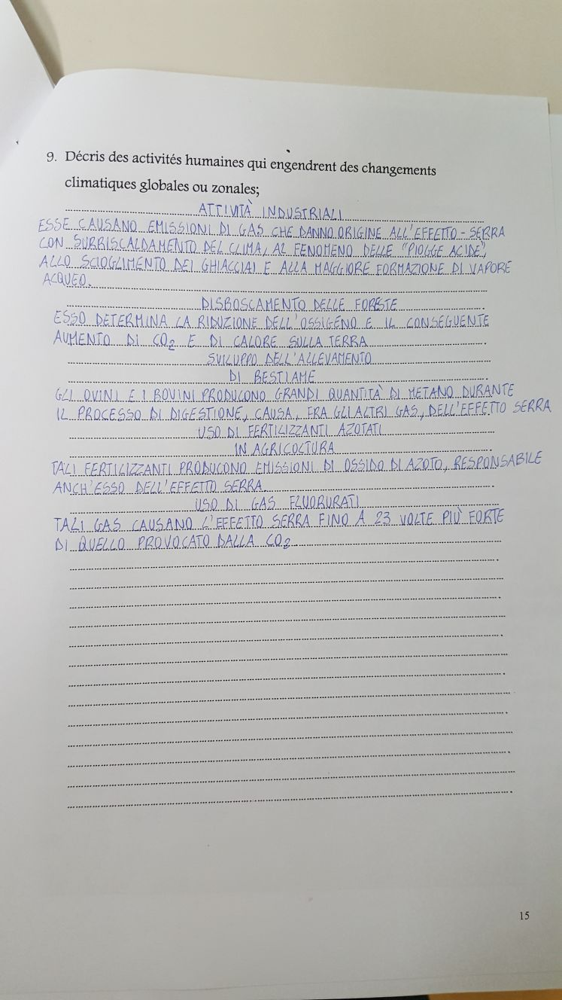 9. Décris des activités humaines qui engendrent des changements
climatiques globales ou zonales;
ATTIVITÀ INDUSTRIALI
ESSE CAUSANO EMISSIONI DI GAS CHE DANNO ORIGINE ALL'EFFETTO-SERRA
CON SURRISCALDAMENTO DEL CLIMA, AL FENOMENO DELLE "PIOGGE ACIDE",
ALLO SCIOGLIMENTO DEI GHIACCIAI E ALLA MAGGIORE FORMAZIONE DI VAPORE
ACQUEO.
DISBOSCAMENTO DELLE FORESTE
ESSO DETERMINA LA RIDUZIONE DELL'OSSIGENO E IL CONSEGUENTE
AUMENTO DI CO2 E DI CALORE SULLA TERRA
SVILUPPO DELL'ALLEVAMENTO
DI BESTIAME
GLI OVINI E I BOVINI PRODUCONO GRANDI QUANTITÀ DI METANO DURANTE
IL PROCESSO DI DIGESTIONE, CAUSA, FRA GLI ALTRI GAS, DELL'EFFETTO SERRA
USO DI FERTILIZZANTI AZOTATI
IN AGRICOLTURA
TALI FERTILIZZANTI PRODUCONO EMISSIONI DI OSSIDO DI AZOTO, RESPONSABILE
ANCH'ESSO DELL'EFFETTO SERRA.
USO DI GAS FLUORURATI
TALI GAS CAUSANO L'EFFETTO SERRA FINO A 23 VOLTE PIÙ FORTE
DI QUELLO PROVOCATO DALLA CO2
15